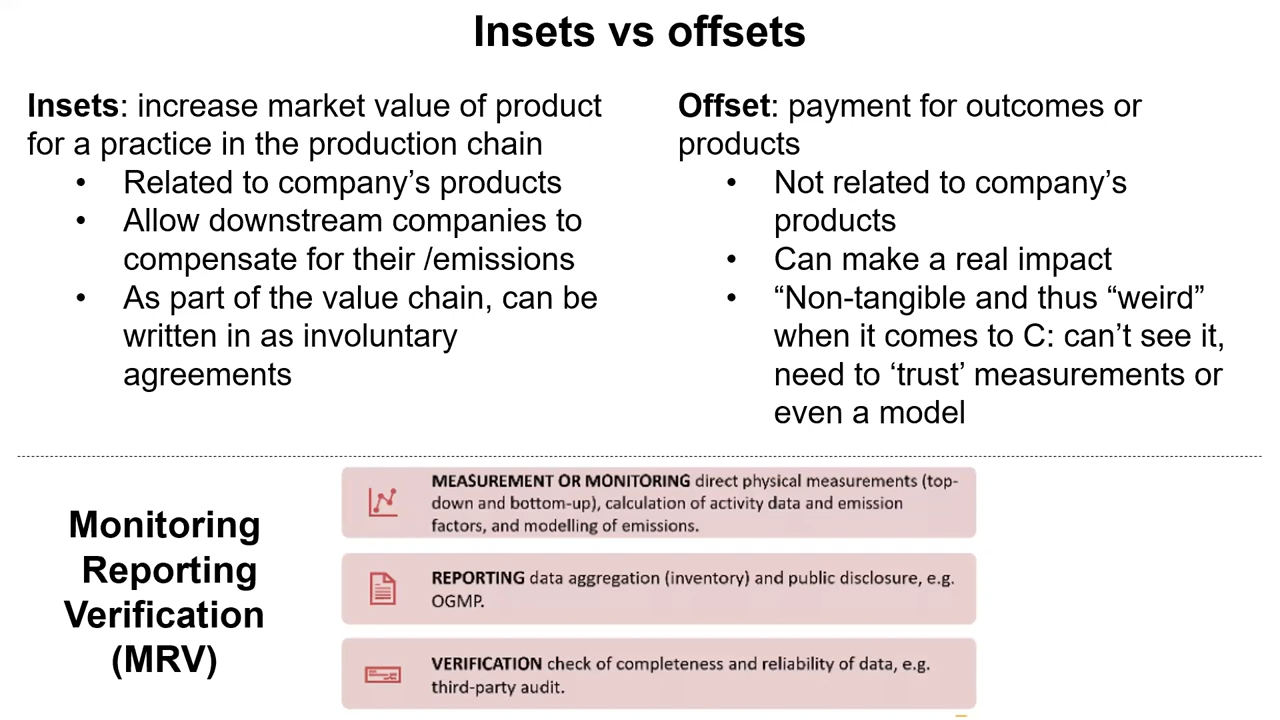 Insets vs offsets
Insets: increase market value of product
for a practice in the production chain
• Related to company's products
• Allow downstream companies to
compensate for their /emissions
• As part of the value chain, can be
written in as involuntary
agreements
Offset: payment for outcomes or
products
• Not related to company's
products
• Can make a real impact
• “Non-tangible and thus “weird”
when it comes to C: can't see it,
need to ‘trust’ measurements or
even a model
Monitoring
Reporting
Verification
(MRV)
MEASUREMENT OR MONITORING direct physical measurements (top-
down and bottom-up), calculation of activity data and emission
factors, and modelling of emissions.
REPORTING data aggregation (inventory) and public disclosure, e.g.
OGMP.
VERIFICATION check of completeness and reliability of data, e.g.
third-party audit.